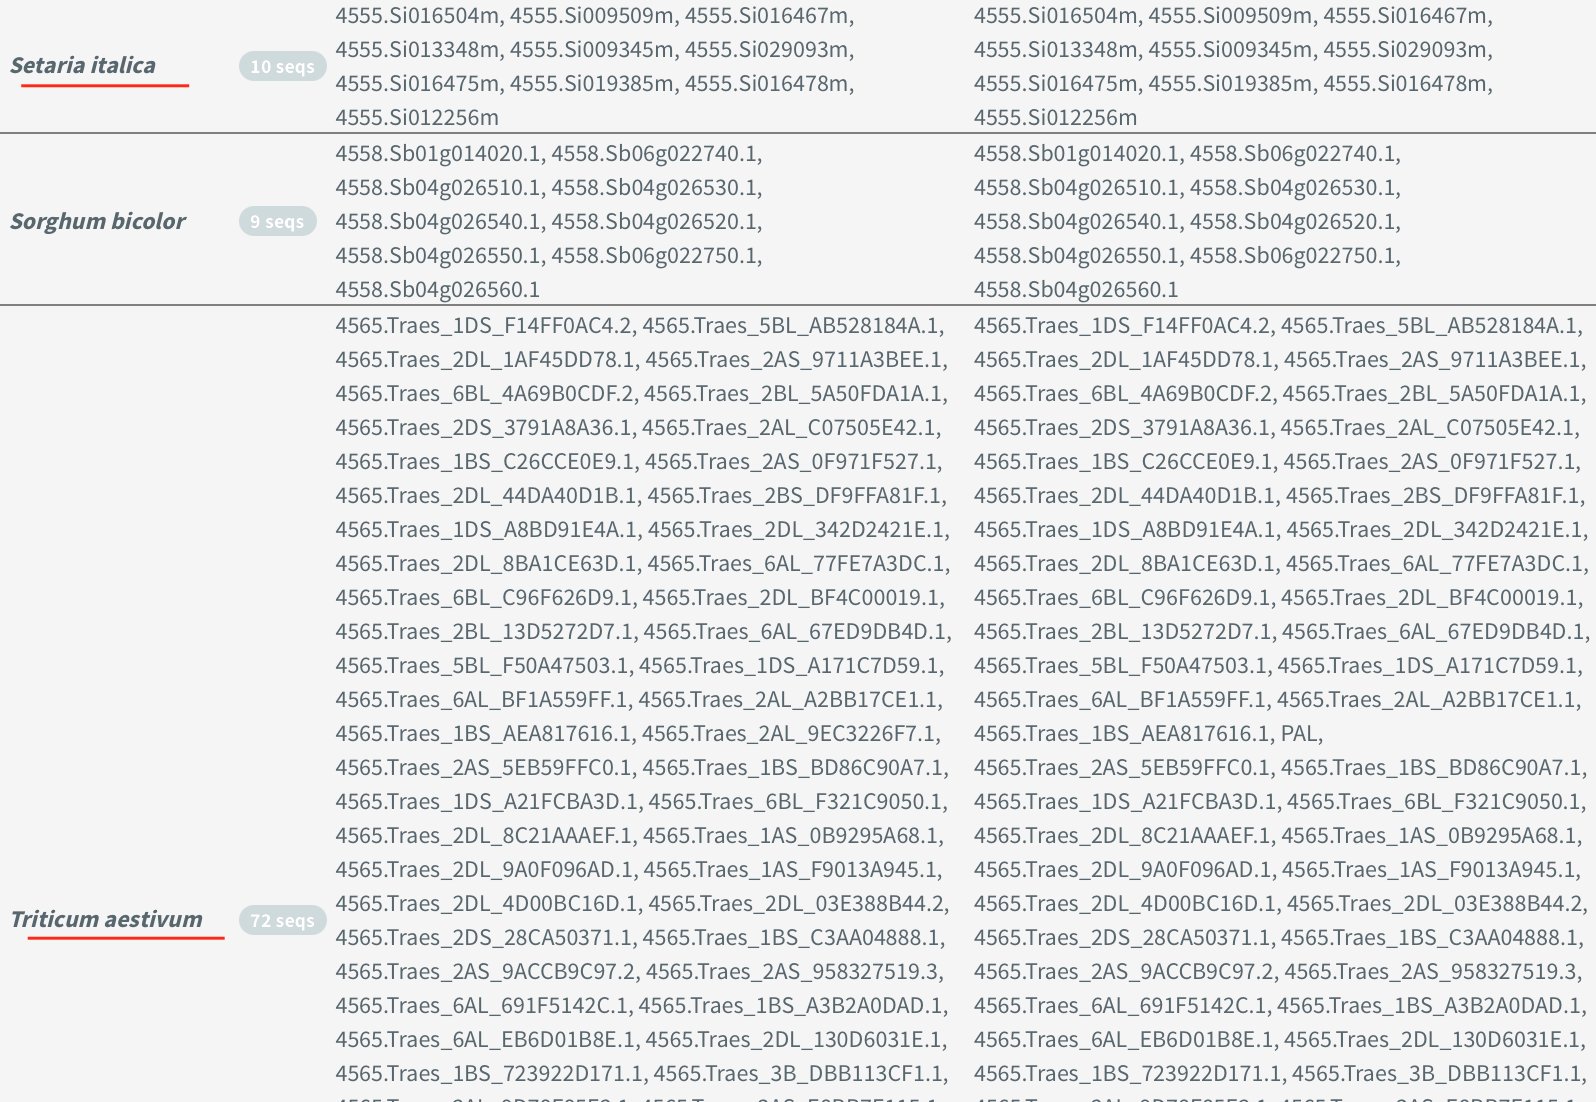 4555.Si016504m, 4555.Si009509m, 4555.Si016467m, 4555.Si016504m, 4555.Si009509m, 4555.Si016467m,
4555.Si013348m, 4555.Si009345m, 4555.Si029093m, 4555.Si013348m, 4555.Si009345m, 4555.Si029093m,
Setaria italica 10 seqs
4555.Si016475m, 4555.Si019385m, 4555.Si016478m, 4555.Si016475m, 4555.Si019385m, 4555.Si016478m,
4555.Si012256m 4555.Si012256m
4558.Sb01g014020.1, 4558.Sb06g022740.1, 4558.Sb01g014020.1, 4558.Sb06g022740.1,
4558.Sb04g026510.1, 4558.Sb04g026530.1, 4558.Sb04g026510.1, 4558.Sb04g026530.1,
Sorghum bicolor 9 seqs 4558.Sb04g026540.1, 4558.Sb04g026520.1, 4558.Sb04g026540.1, 4558.Sb04g026520.1,
4558.Sb04g026550.1, 4558.Sb06g022750.1, 4558.Sb04g026550.1, 4558.Sb06g022750.1,
4558.Sb04g026560.1 4558.Sb04g026560.1
4565.Traes_1DS_F14FF0AC4.2, 4565.Traes_5BL_AB528184A.1, 4565.Traes_1DS_F14FF0AC4.2, 4565.Traes_5BL_AB528184A.1,
4565.Traes_2DL_1AF45DD78.1, 4565.Traes_2AS_9711A3BEE.1, 4565.Traes_2DL_1AF45DD78.1, 4565.Traes_2AS_9711A3BEE.1,
4565.Traes_6BL_4A69B0CDF.2, 4565.Traes_2BL_5A50FDA1A.1, 4565.Traes_6BL_4A69B0CDF.2, 4565.Traes_2BL_5A50FDA1A.1,
4565.Traes_2DS_3791A8A36.1, 4565.Traes_2AL_C07505E42.1, 4565.Traes_2DS_3791A8A36.1, 4565.Traes_2AL_C07505E42.1,
4565.Traes_1BS_C26CCE0E9.1, 4565.Traes_2AS_0F971F527.1, 4565.Traes_1BS_C26CCE0E9.1, 4565.Traes_2AS_0F971F527.1,
4565.Traes_2DL_44DA40D1B.1, 4565.Traes_2BS_DF9FFA81F.1, 4565.Traes_2DL_44DA40D1B.1, 4565.Traes_2BS_DF9FFA81F.1,
4565.Traes_1DS_A8BD91E4A.1, 4565.Traes_2DL_342D2421E.1, 4565.Traes_1DS_A8BD91E4A.1, 4565.Traes_2DL_342D2421E.1,
4565.Traes_2DL_8BA1CE63D.1, 4565.Traes_6AL_77FE7A3DC.1, 4565.Traes_2DL_8BA1CE63D.1, 4565.Traes_6AL_77FE7A3DC.1,
4565.Traes_6BL_C96F626D9.1, 4565.Traes_2DL_BF4C00019.1, 4565.Traes_6BL_C96F626D9.1, 4565.Traes_2DL_BF4C00019.1,
4565.Traes_2BL_13D5272D7.1, 4565.Traes_6AL_67ED9DB4D.1, 4565.Traes_2BL_13D5272D7.1, 4565.Traes_6AL_67ED9DB4D.1,
4565.Traes_5BL_F50A47503.1, 4565.Traes_1DS_A171C7D59.1, 4565.Traes_5BL_F50A47503.1, 4565.Traes_1DS_A171C7D59.1,
4565.Traes_6AL_BF1A559FF.1, 4565.Traes_2AL_A2BB17CE1.1, 4565.Traes_6AL_BF1A559FF.1, 4565.Traes_2AL_A2BB17CE1.1,
4565.Traes_1BS_AEA817616.1, 4565.Traes_2AL_9EC3226F7.1, 4565.Traes_1BS_AEA817616.1, PAL,
4565.Traes_2AS_5EB59FFC0.1, 4565.Traes_1BS_BD86C90A7.1, 4565.Traes_2AS_5EB59FFC0.1, 4565.Traes_1BS_BD86C90A7.1,
4565.Traes_1DS_A21FCBA3D.1, 4565.Traes_6BL_F321C9050.1, 4565.Traes_1DS_A21FCBA3D.1, 4565.Traes_6BL_F321C9050.1,
4565.Traes_2DL_8C21AAAEF.1, 4565.Traes_1AS_0B9295A68.1, 4565.Traes_2DL_8C21AAAEF.1, 4565.Traes_1AS_0B9295A68.1,
4565.Traes_2DL_9A0F096AD.1, 4565.Traes_1AS_F9013A945.1, 4565.Traes_2DL_9A0F096AD.1, 4565.Traes_1AS_F9013A945.1,
4565.Traes_2DL_4D00BC16D.1, 4565.Traes_2DL_03E388B44.2, 4565.Traes_2DL_4D00BC16D.1, 4565.Traes_2DL_03E388B44.2,
Triticum aestivum 72 seqs
4565.Traes_2DS_28CA50371.1, 4565.Traes_1BS_C3AA04888.1, 4565.Traes_2DS_28CA50371.1, 4565.Traes_1BS_C3AA04888.1,
4565.Traes_2AS_9ACCB9C97.2, 4565.Traes_2AS_958327519.3, 4565.Traes_2AS_9ACCB9C97.2, 4565.Traes_2AS_958327519.3,
4565.Traes_6AL_691F5142C.1, 4565.Traes_1BS_A3B2A0DAD.1, 4565.Traes_6AL_691F5142C.1, 4565.Traes_1BS_A3B2A0DAD.1,
4565.Traes_6AL_EB6D01B8E.1, 4565.Traes_2DL_130D6031E.1, 4565.Traes_6AL_EB6D01B8E.1, 4565.Traes_2DL_130D6031E.1,
4565.Traes_1BS_723922D171.1, 4565.Traes_3B_DBB113CF1.1, 4565.Traes_1BS_723922D171.1, 4565.Traes_3B_DBB113CF1.1,